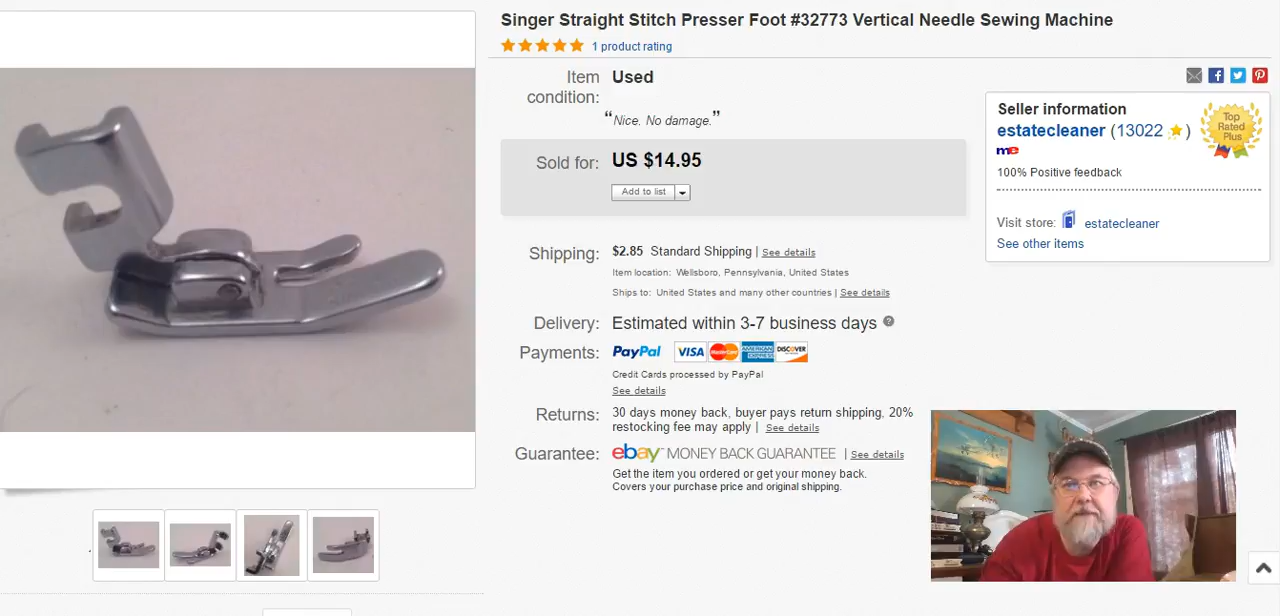 Singer Straight Stitch Presser Foot #32773 Vertical Needle Sewing Machine
1 product rating
Item condition:
Used
“Nice. No damage.”
Sold for:
US $14.95
Add to list
Shipping:
$2.85 Standard Shipping | See details
Item location: Wellsboro, Pennsylvania, United States
Ships to: United States and many other countries | See details
Delivery:
Estimated within 3-7 business days
Payments:
PayPal VISA MasterCard AMERICAN EXPRESS DISCOVER
Credit Cards processed by PayPal
See details
Returns:
30 days money back, buyer pays return shipping, 20%
restocking fee may apply | See details
Guarantee:
ebay MONEY BACK GUARANTEE | See details
Get the item you ordered or get your money back.
Covers your purchase price and original shipping.
Seller information
estatecleaner (13022 )
me
100% Positive feedback
Top
Rated
Plus
Visit store: estatecleaner
See other items